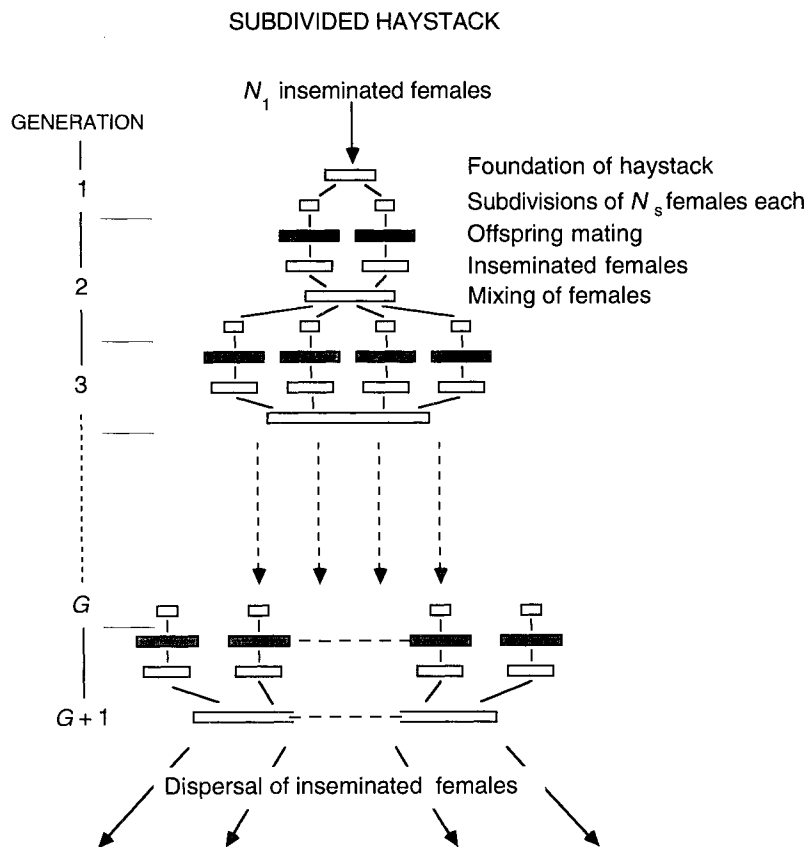 SUBDIVIDED HAYSTACK
N1 inseminated females
GENERATION
Foundation of haystack
1
Subdivisions of Ns females each
Offspring mating
Inseminated females
2
Mixing of females
3
G
G + 1
Dispersal of inseminated females